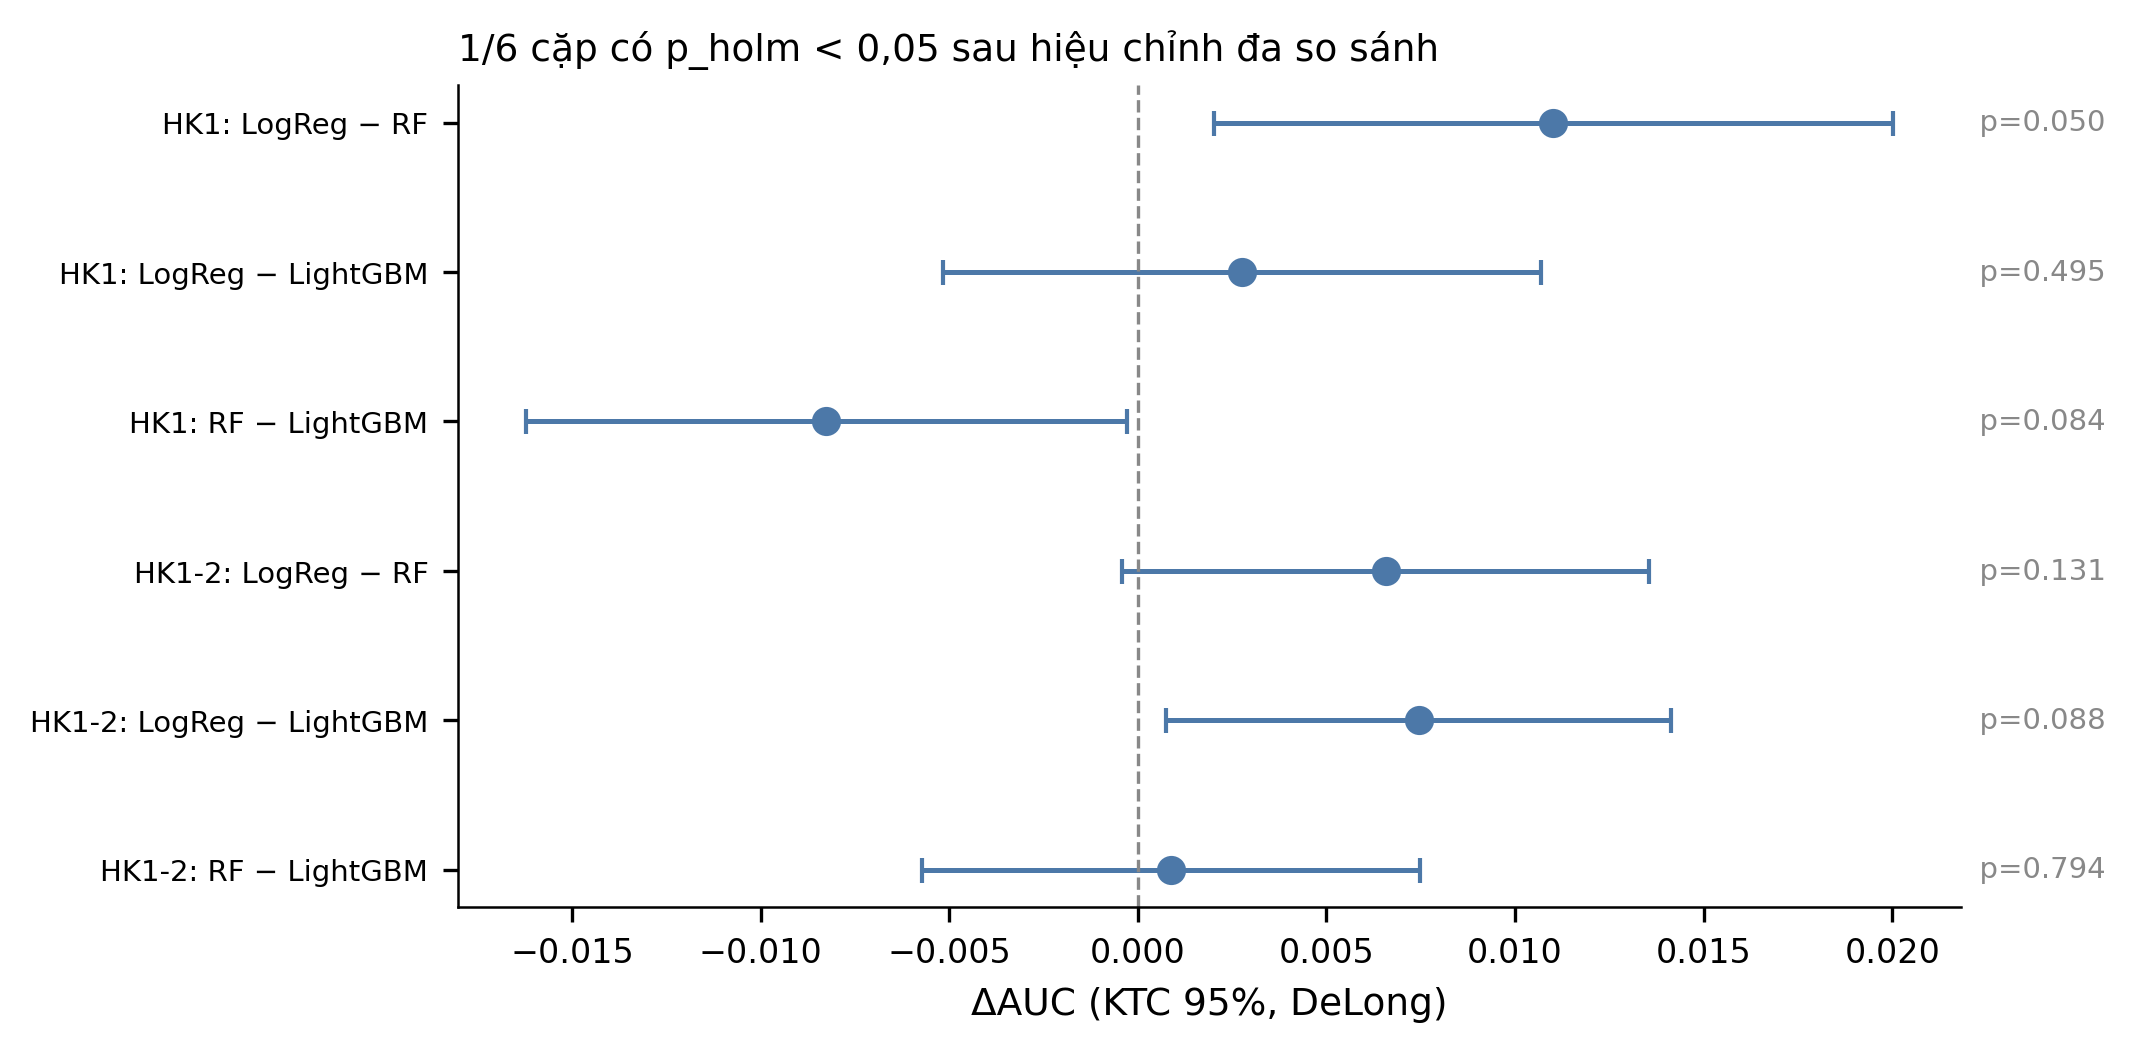 1/6 cặp có p_holm < 0,05 sau hiệu chỉnh đa so sánh
HK1: LogReg − RF
p=0.050
HK1: LogReg − LightGBM
p=0.495
HK1: RF − LightGBM
p=0.084
HK1-2: LogReg − RF
p=0.131
HK1-2: LogReg − LightGBM
p=0.088
HK1-2: RF − LightGBM
p=0.794
−0.015 −0.010 −0.005 0.000 0.005 0.010 0.015 0.020
ΔAUC (KTC 95%, DeLong)